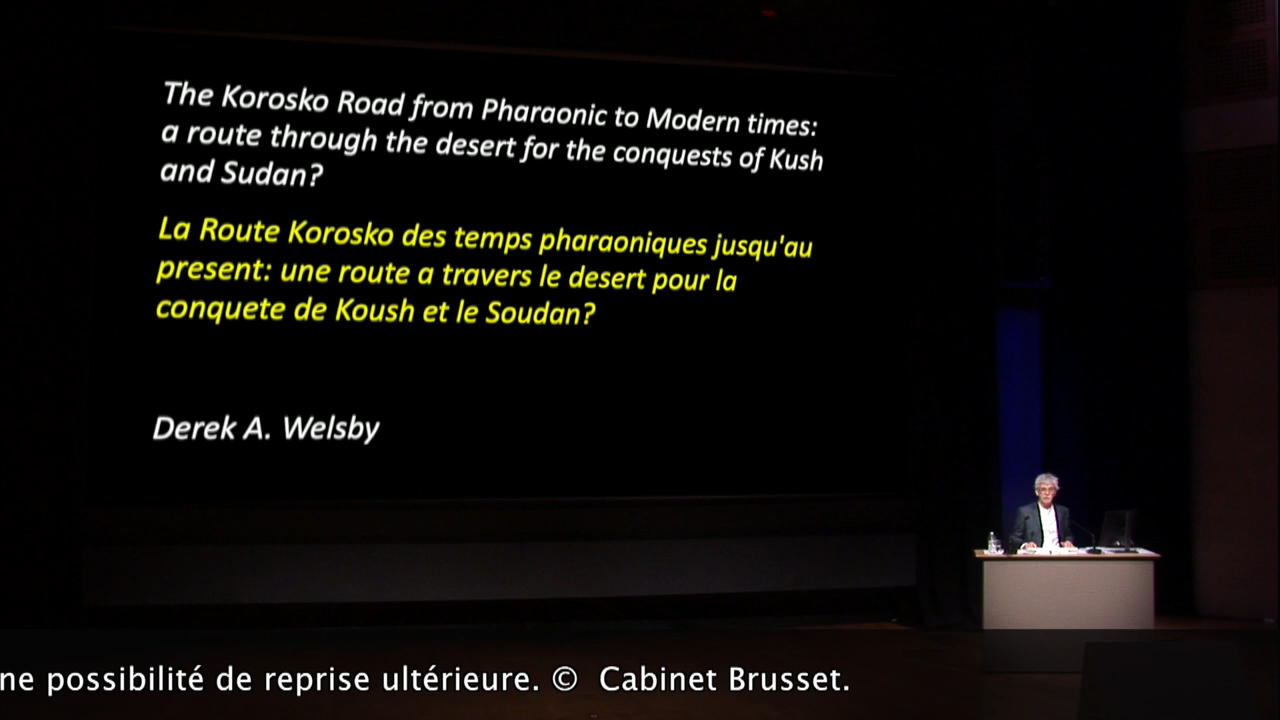 The Korosko Road from Pharaonic to Modern times:
a route through the desert for the conquests of Kush
and Sudan?
La Route Korosko des temps pharaoniques jusqu'au
present: une route a travers le desert pour la
conquete de Koush et le Soudan?
Derek A. Welsby
ne possibilité de reprise ultérieure. © Cabinet Brusset.